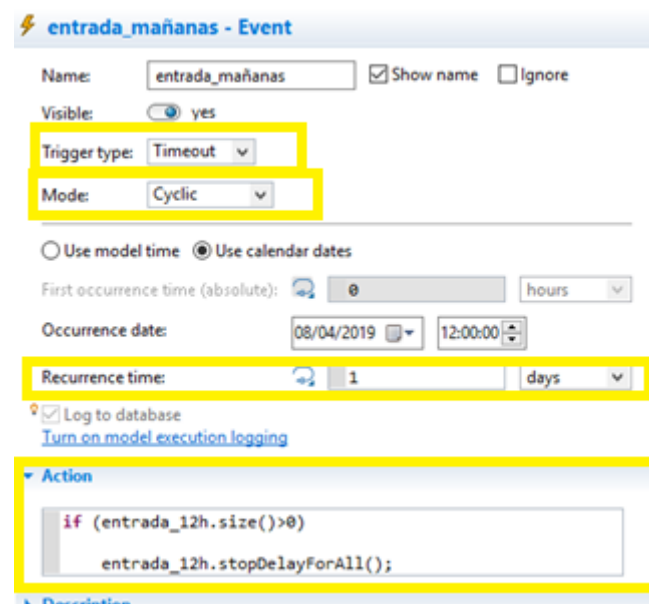 entrada_mañanas - Event
Name: entrada_mañanas Show name Ignore
Visible: yes
Trigger type: Timeout
Mode: Cyclic
Use model time Use calendar dates
First occurrence time (absolute): 0 hours
Occurrence date: 08/04/2019 12:00:00
Recurrence time: 1 days
Log to database
Turn on model execution logging
Action
if (entrada_12h.size()>0)
entrada_12h.stopDelayForAll();
Description